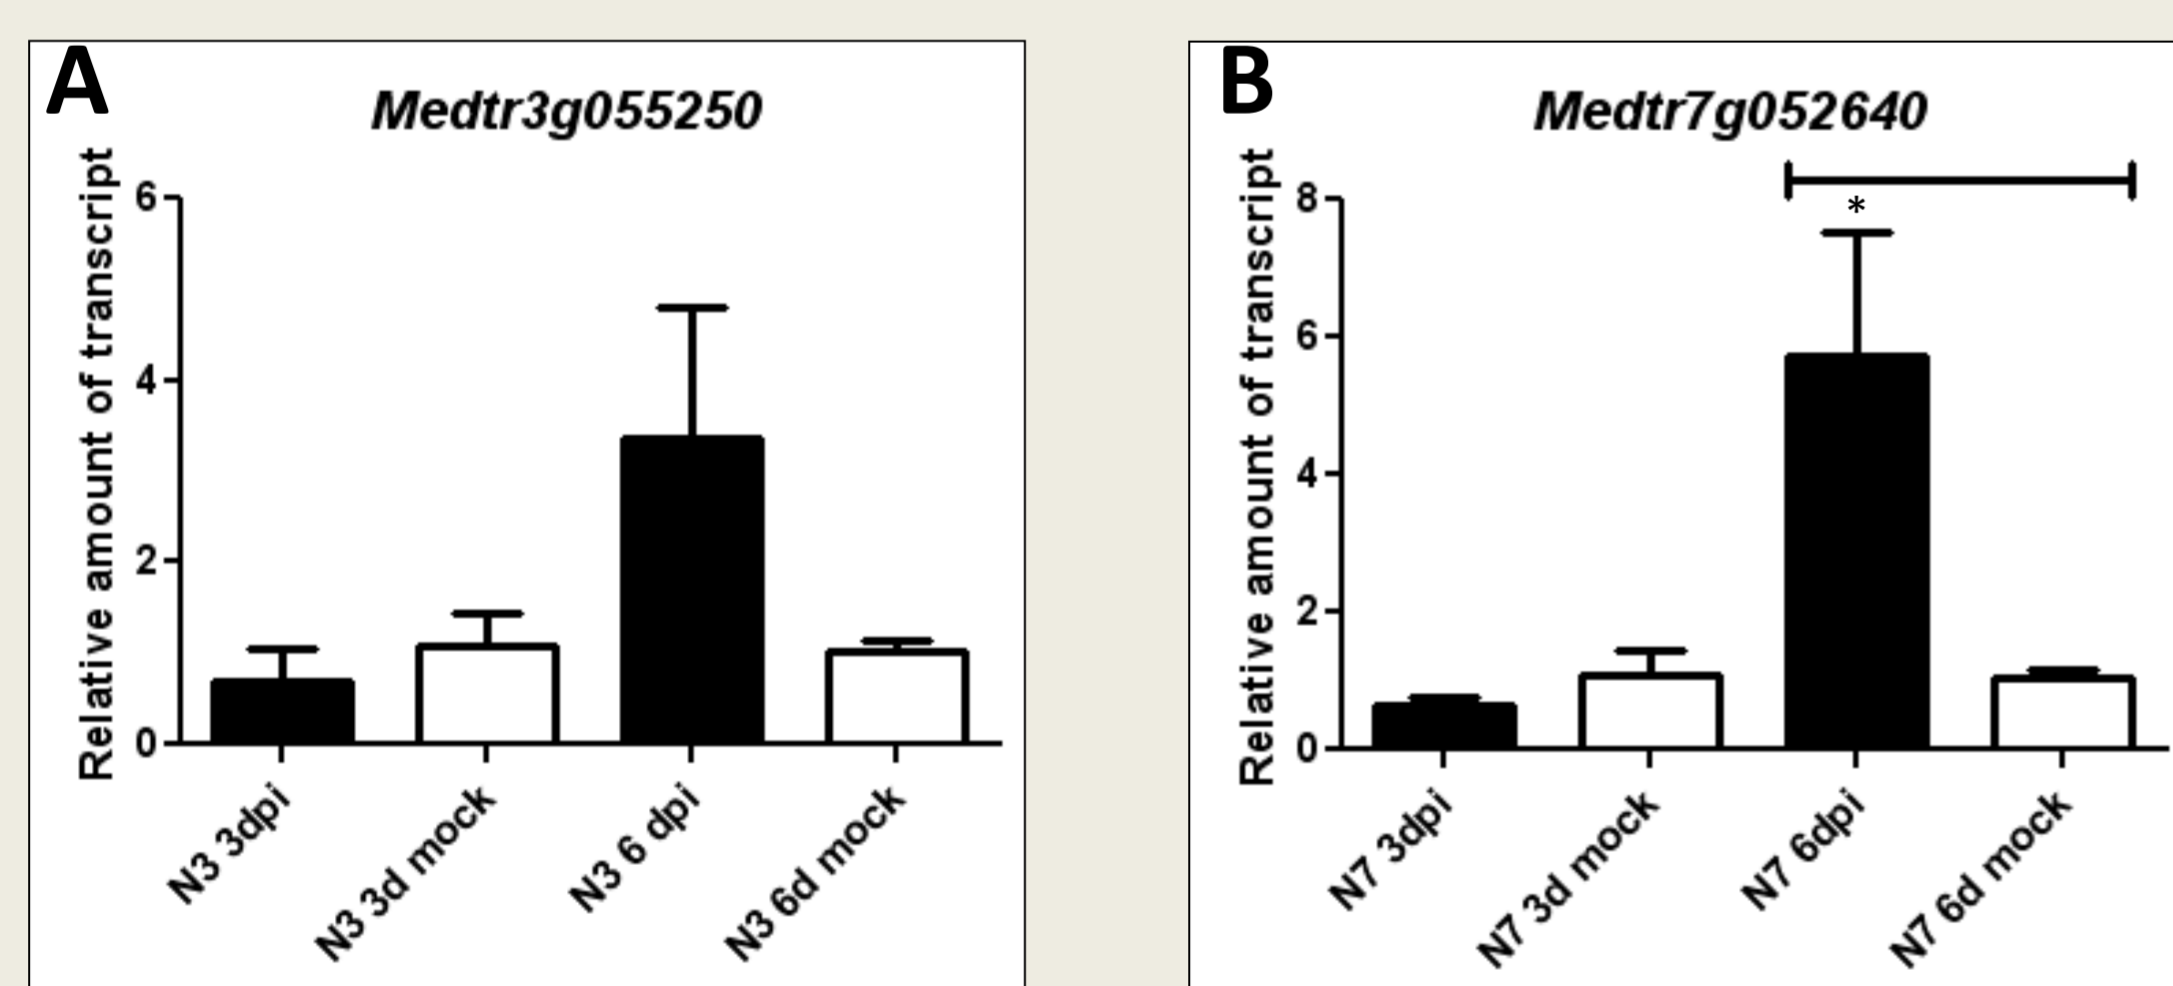 A
Medtr3g055250
Relative amount of transcript
6
4
2
0
N3 3dpi
N3 3d mock
N3 6 dpi
N3 6d mock
B
Medtr7g052640
Relative amount of transcript
8
6
4
2
0
*
N7 3dpi
N7 3d mock
N7 6dpi
N7 6d mock